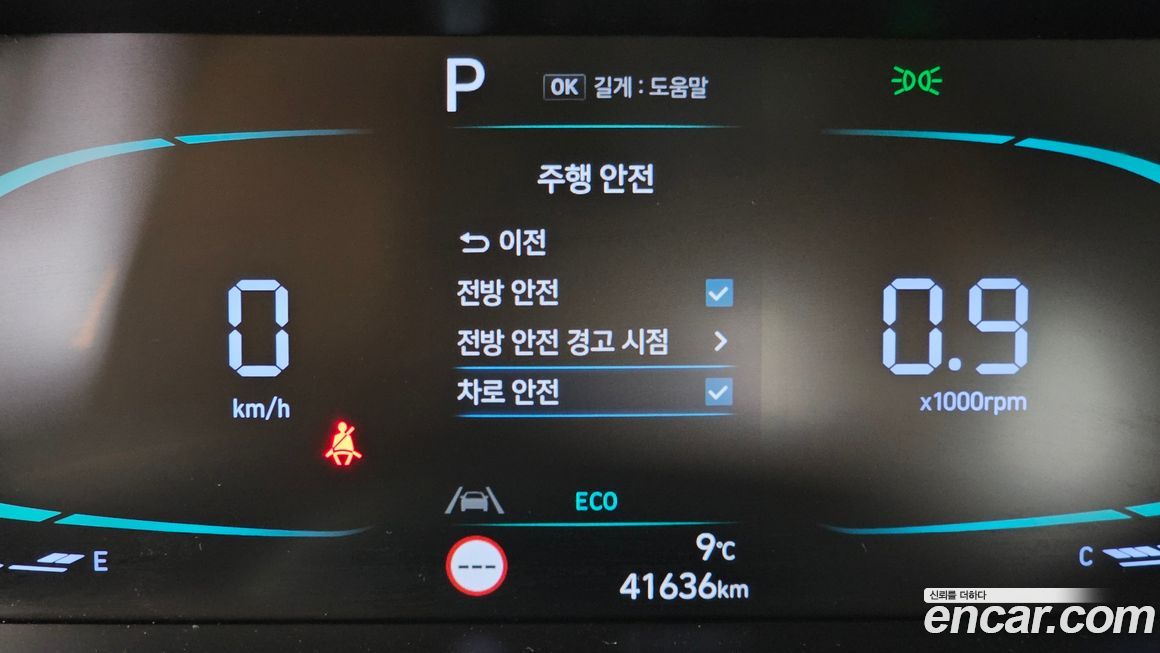 P
OK 길게 : 도움말
주행 안전
이전
전방 안전
전방 안전 경고 시점
차로 안전
0
km/h
0.9
x1000rpm
ECO
E
C
---
9℃
41636km
신뢰를 더하다
encar.com